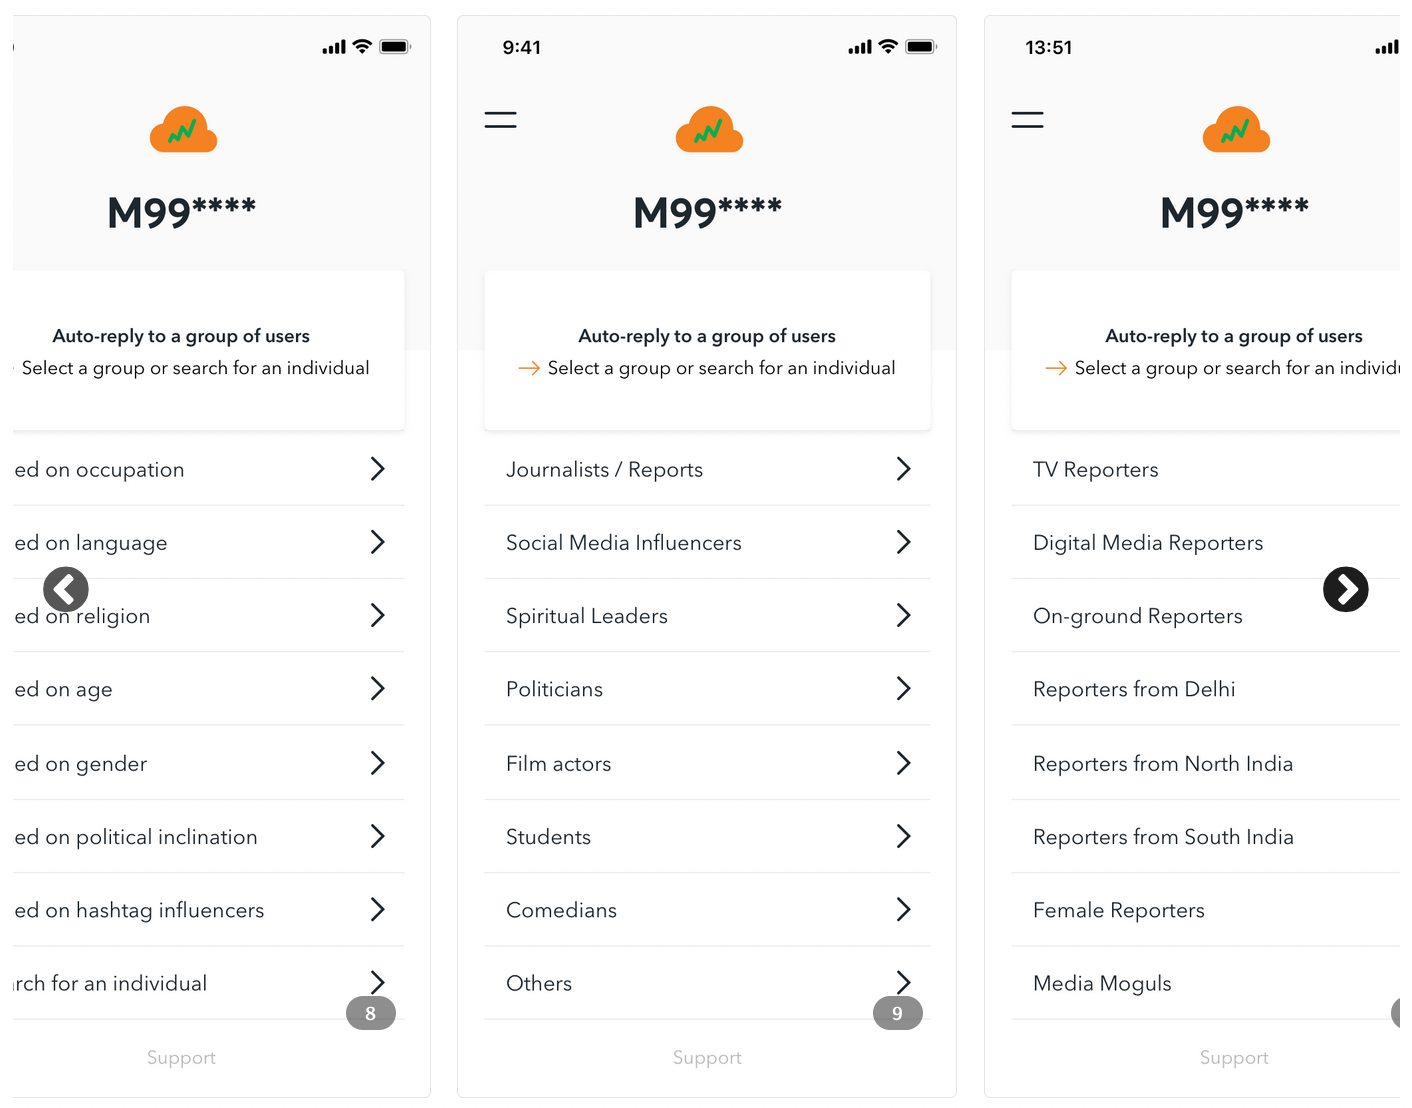 M99****
Auto-reply to a group of users
Select a group or search for an individual
ed on occupation
ed on language
ed on religion
ed on age
ed on gender
ed on political inclination
ed on hashtag influencers
rch for an individual
8
Support
9:41
M99****
Auto-reply to a group of users
→ Select a group or search for an individual
Journalists / Reports
Social Media Influencers
Spiritual Leaders
Politicians
Film actors
Students
Comedians
Others
9
Support
13:51
M99****
Auto-reply to a group of users
→ Select a group or search for an individ
TV Reporters
Digital Media Reporters
On-ground Reporters
Reporters from Delhi
Reporters from North India
Reporters from South India
Female Reporters
Media Moguls
Support